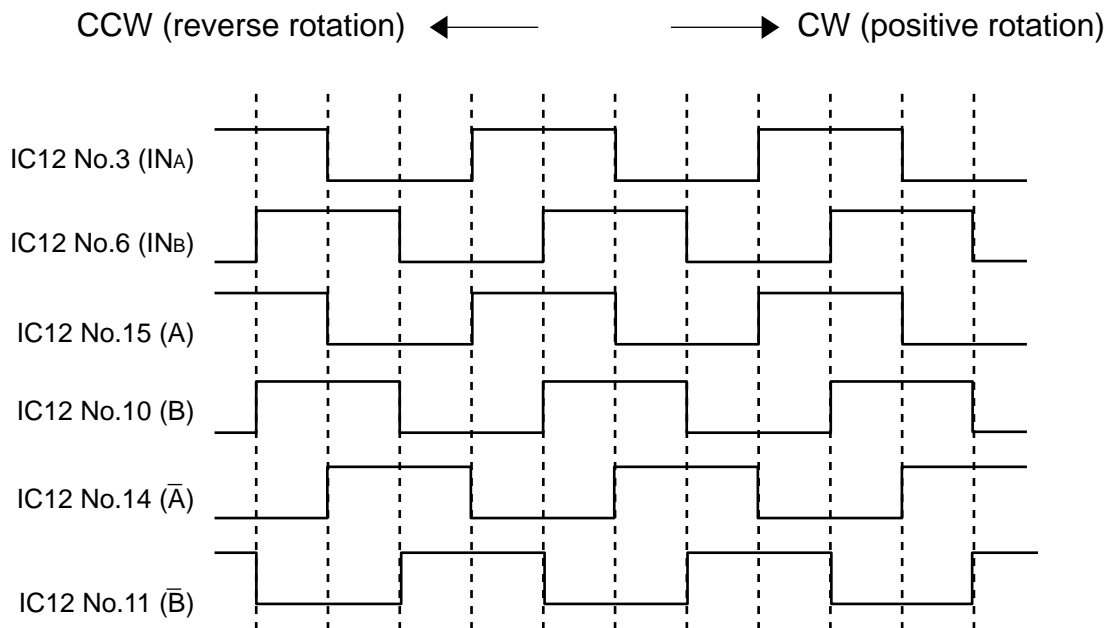 CCW (reverse rotation) CW (positive rotation)
IC12 No.3 (INA)
IC12 No.6 (INB)
IC12 No.15 (A)
IC12 No.10 (B)
IC12 No.14 (A̅)
IC12 No.11 (B̅)